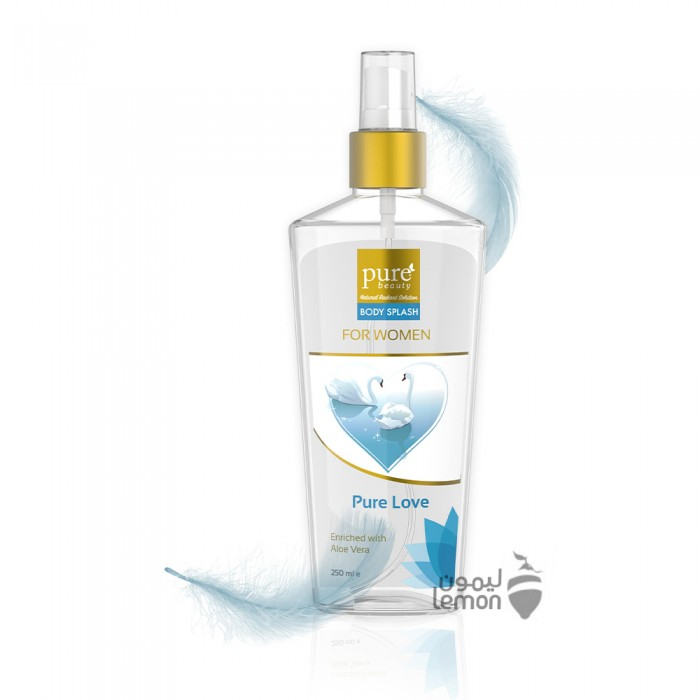 pure
beauty
Natural Radiant Solution
BODY SPLASH
FOR WOMEN
Pure Love
Enriched with
Aloe Vera
250 ml e
ليمون
Lemon